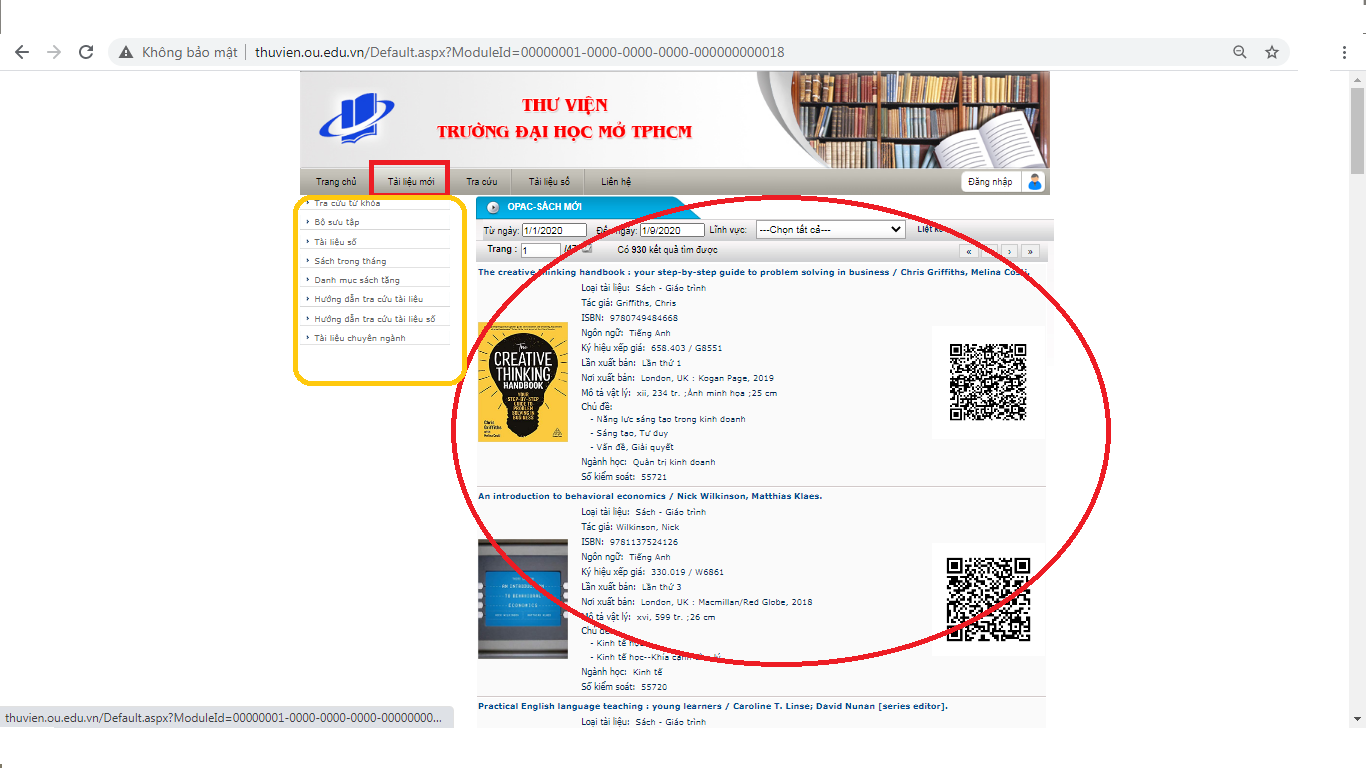 Không bảo mật thuvien.ou.edu.vn/Default.aspx?ModuleId=00000001-0000-0000-0000-000000000018
THƯ VIỆN
TRƯỜNG ĐẠI HỌC MỞ TPHCM
Trang chủ Tài liệu mới Tra cứu Tài liệu số Liên hệ Đăng nhập
Tra cứu từ khóa
Bộ sưu tập
Tài liệu số
Sách trong tháng
Danh mục sách tặng
Hướng dẫn tra cứu tài liệu
Hướng dẫn tra cứu tài liệu số
Tài liệu chuyên ngành
OPAC-SÁCH MỚI
Từ ngày: 1/1/2020 ngày: 1/9/2020 Lĩnh vực: ---Chọn tất cả--- Liệt
Trang : 1 /47 Có 930 kết quả tìm được
« › »
The creative thinking handbook : your step-by-step guide to problem solving in business / Chris Griffiths, Melina Costi.
Loại tài liệu: Sách - Giáo trình
Tác giả: Griffiths, Chris
ISBN: 9780749484668
Ngôn ngữ: Tiếng Anh
Ký hiệu xếp giá: 658.403 / G8551
Lần xuất bản: Lần thứ 1
Nơi xuất bản: London, UK : Kogan Page, 2019
Mô tả vật lý: xii, 234 tr. ;Ảnh minh họa ;25 cm
Chủ đề:
- Năng lực sáng tạo trong kinh doanh
- Sáng tạo, Tư duy
- Vấn đề, Giải quyết
Ngành học: Quản trị kinh doanh
Số kiểm soát: 55721
The
CREATIVE
THINKING
HANDBOOK
YOUR
STEP-BY-STEP
GUIDE TO
PROBLEM
SOLVING IN
BUSINESS
Chris
Griffiths
An introduction to behavioral economics / Nick Wilkinson, Matthias Klaes.
Loại tài liệu: Sách - Giáo trình
Tác giả: Wilkinson, Nick
ISBN: 9781137524126
Ngôn ngữ: Tiếng Anh
Ký hiệu xếp giá: 330.019 / W6861
Lần xuất bản: Lần thứ 3
Nơi xuất bản: London, UK : Macmillan/Red Globe, 2018
Mô tả vật lý: xvi, 599 tr. ;26 cm
Chủ đề:
- Kinh tế học
- Kinh tế học--Khía cạnh
Ngành học: Kinh tế
Số kiểm soát: 55720
AN INTRODUCTION
TO BEHAVIORAL
ECONOMICS
Practical English language teaching : young learners / Caroline T. Linse; David Nunan [series editor].
Loại tài liệu: Sách - Giáo trình
thuvien.ou.edu.vn/Default.aspx?ModuleId=00000001-0000-0000-0000-00000000...